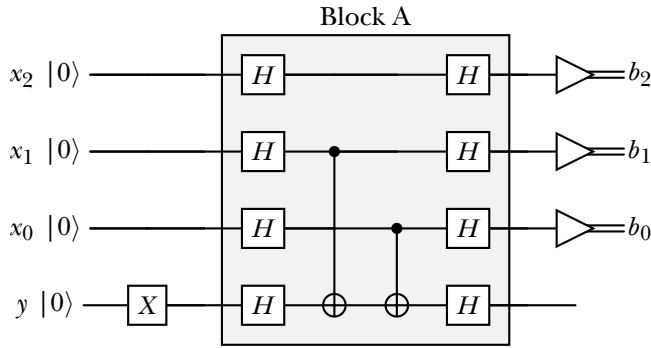 Block A
x₂ |0⟩ H H b₂
x₁ |0⟩ H H b₁
x₀ |0⟩ H H b₀
y |0⟩ X H H